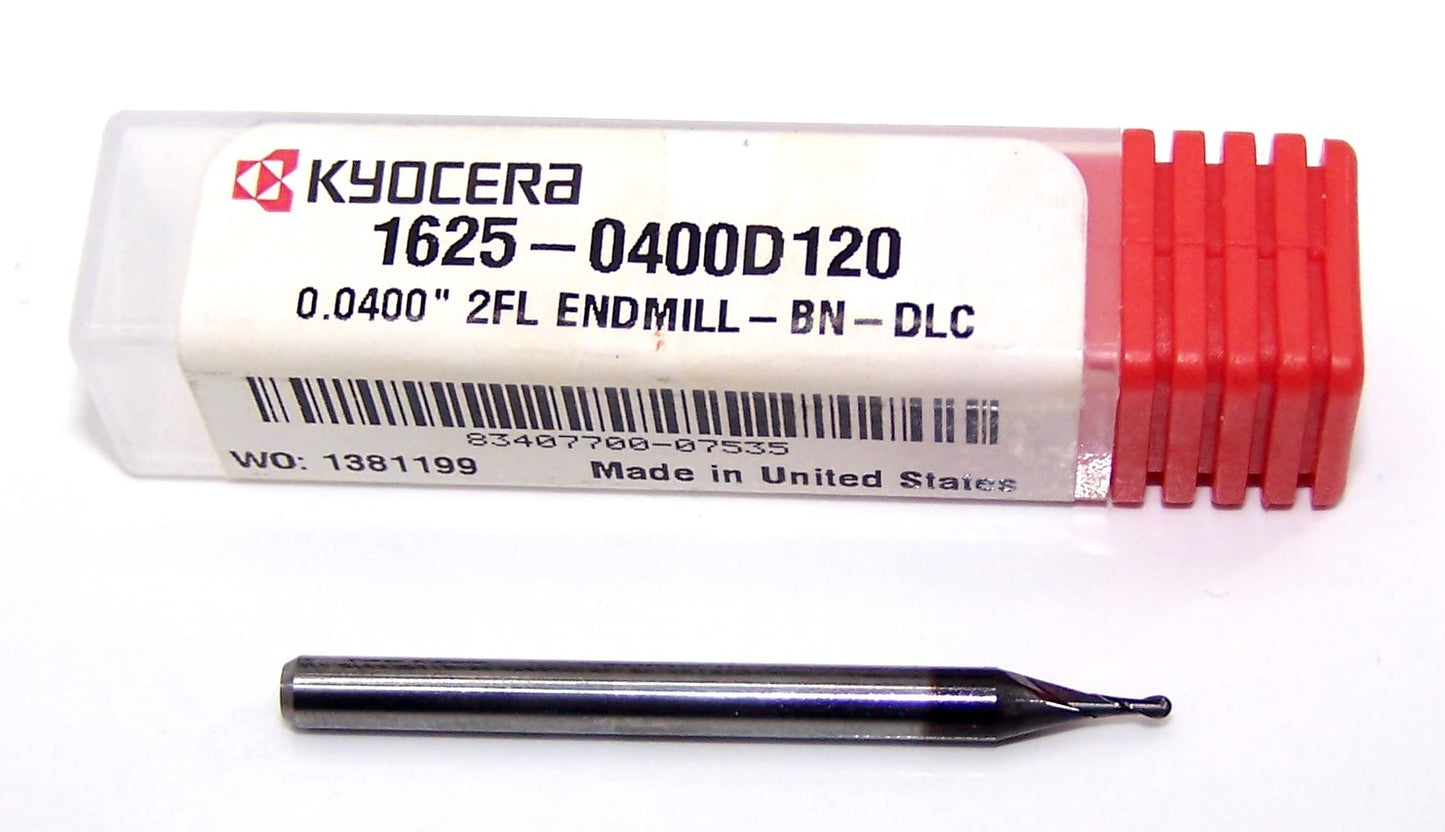 KYOCERA
1625-0400D120
0.0400" 2FL ENDMILL-BN-DLC
83407700-07535
WO: 1381199 Made in United States